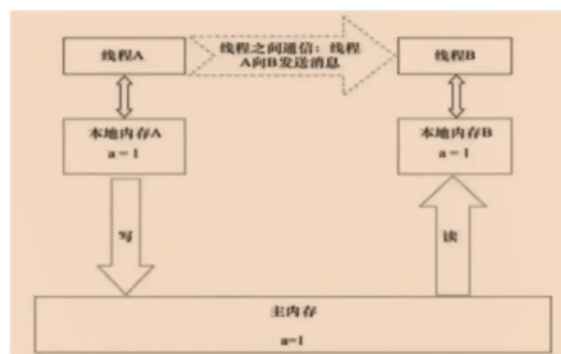 线程A
线程之间通信：线程
A向B发送消息
线程B
本地内存A
a = 1
本地内存B
a = 1
写
读
主内存
a=1